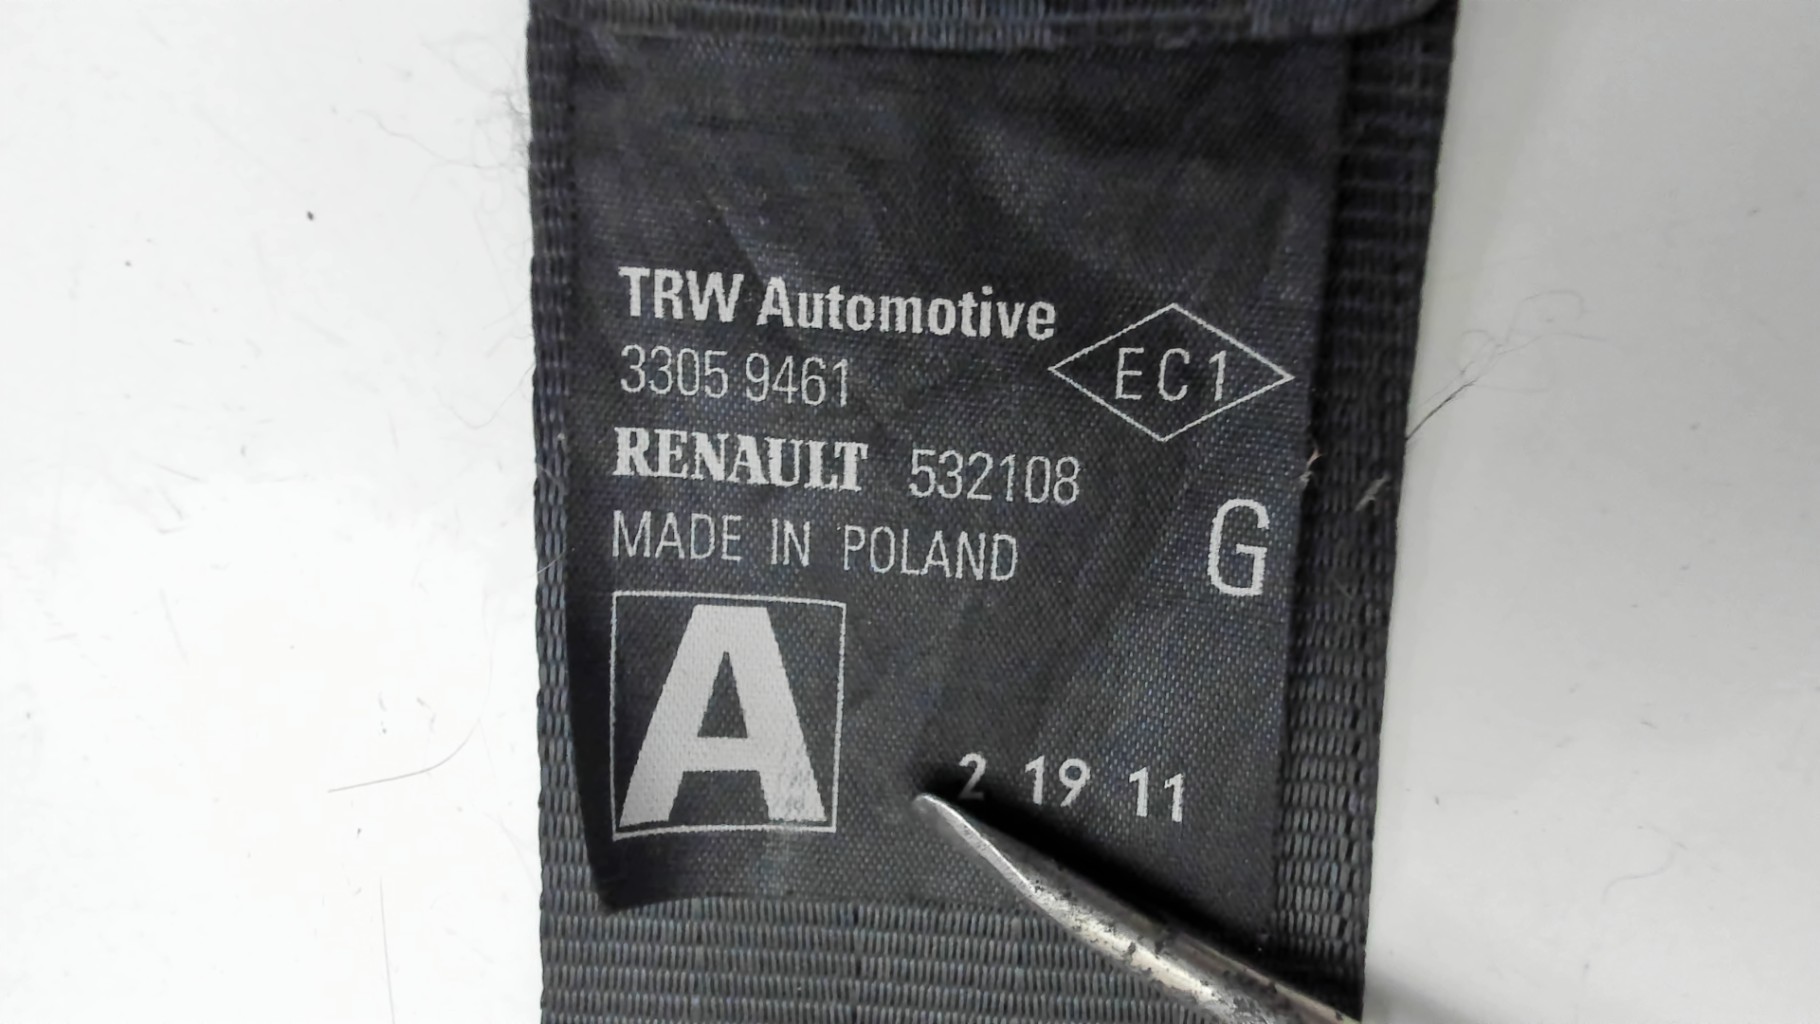 TRW Automotive
3305 9461
EC1
RENAULT 532108
MADE IN POLAND
G
A
2 19 11